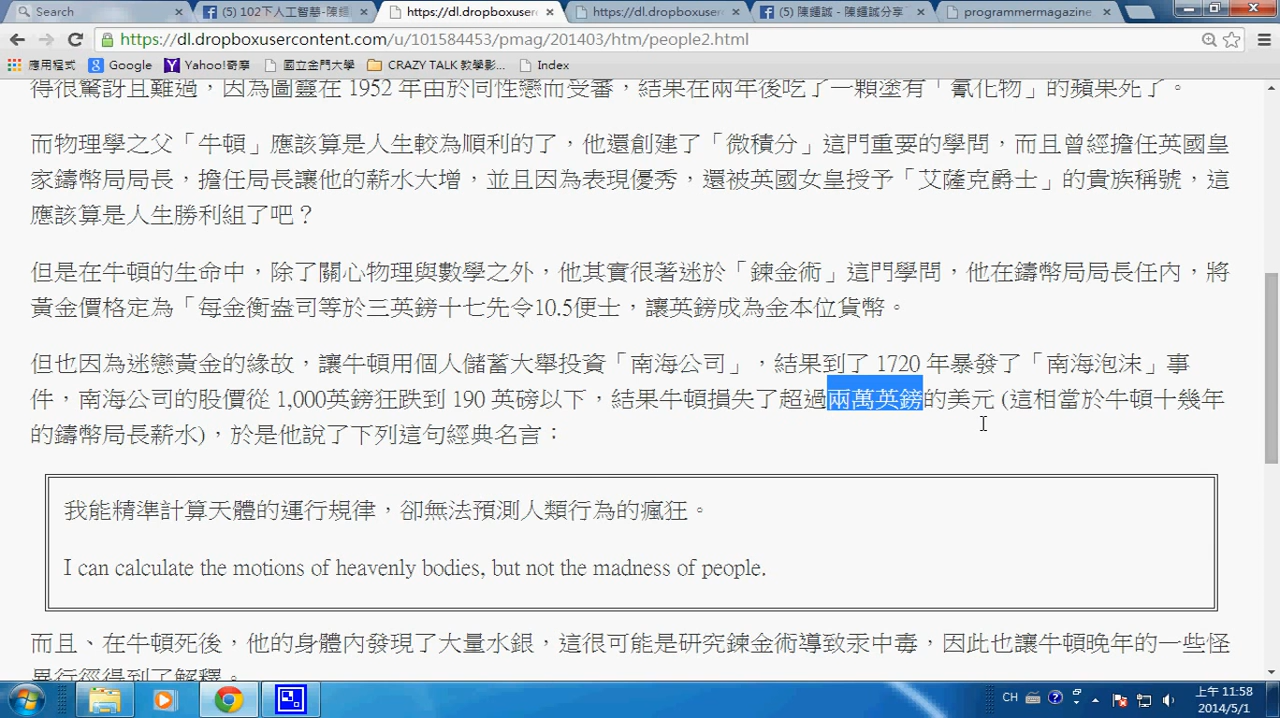 Search
(5) 102下人工智慧-陳鍾
https://dl.dropboxuser
https://dl.dropboxuser
(5) 陳鍾誠 - 陳鍾誠分享
programmermagazine
https://dl.dropboxusercontent.com/u/101584453/pmag/201403/htm/people2.html
應用程式 Google Yahoo!奇摩 國立金門大學 CRAZY TALK 教學影... Index
得很驚訝且難過，因為圖靈在 1952 年由於同性戀而受審，結果在兩年後吃了一顆塗有「氰化物」的蘋果死了。
而物理學之父「牛頓」應該算是人生較為順利的了，他還創建了「微積分」這門重要的學問，而且曾經擔任英國皇
家鑄幣局局長，擔任局長讓他的薪水大增，並且因為表現優秀，還被英國女皇授予「艾薩克爵士」的貴族稱號，這
應該算是人生勝利組了吧？
但是在牛頓的生命中，除了關心物理與數學之外，他其實很著迷於「鍊金術」這門學問，他在鑄幣局局長任內，將
黃金價格定為「每金衡盎司等於三英鎊十七先令10.5便士，讓英鎊成為金本位貨幣。
但也因為迷戀黃金的緣故，讓牛頓用個人儲蓄大舉投資「南海公司」，結果到了 1720 年暴發了「南海泡沫」事
件，南海公司的股價從 1,000英鎊狂跌到 190 英磅以下，結果牛頓損失了超過兩萬英鎊的美元 (這相當於牛頓十幾年
的鑄幣局長薪水)，於是他說了下列這句經典名言：
我能精準計算天體的運行規律，卻無法預測人類行為的瘋狂。
I can calculate the motions of heavenly bodies, but not the madness of people.
而且、在牛頓死後，他的身體內發現了大量水銀，這很可能是研究鍊金術導致汞中毒，因此也讓牛頓晚年的一些怪
異行徑得到了解釋。
CH
上午 11:58
2014/5/1